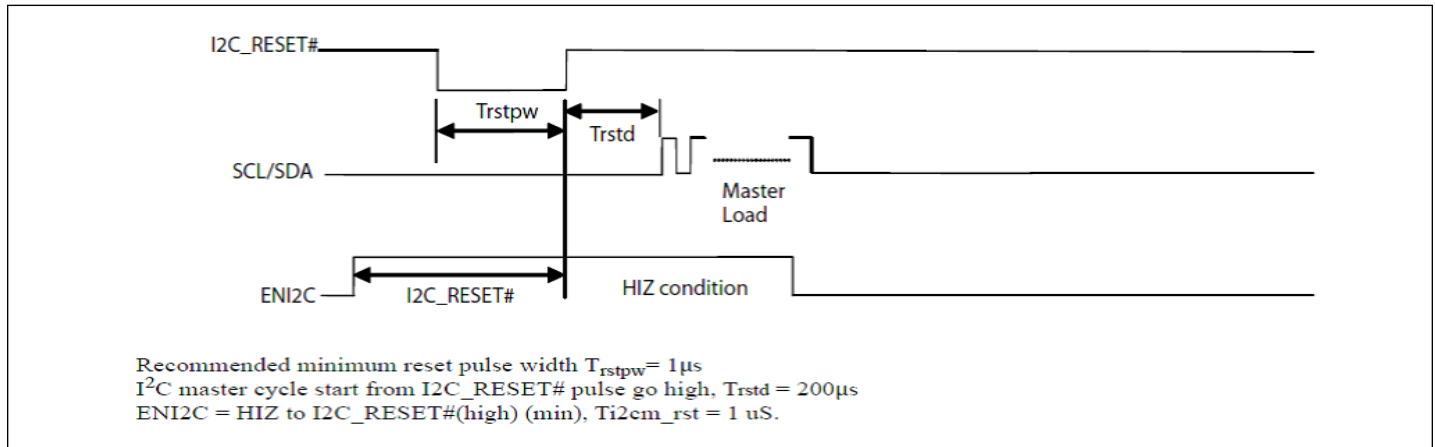 I2C_RESET#
Trstpw
Trstd
SCL/SDA
Master
Load
ENI2C
I2C_RESET#
HIZ condition
Recommended minimum reset pulse width Trstpw= 1µs
I²C master cycle start from I2C_RESET# pulse go high, Trstd = 200µs
ENI2C = HIZ to I2C_RESET#(high) (min), Ti2cm_rst = 1 uS.